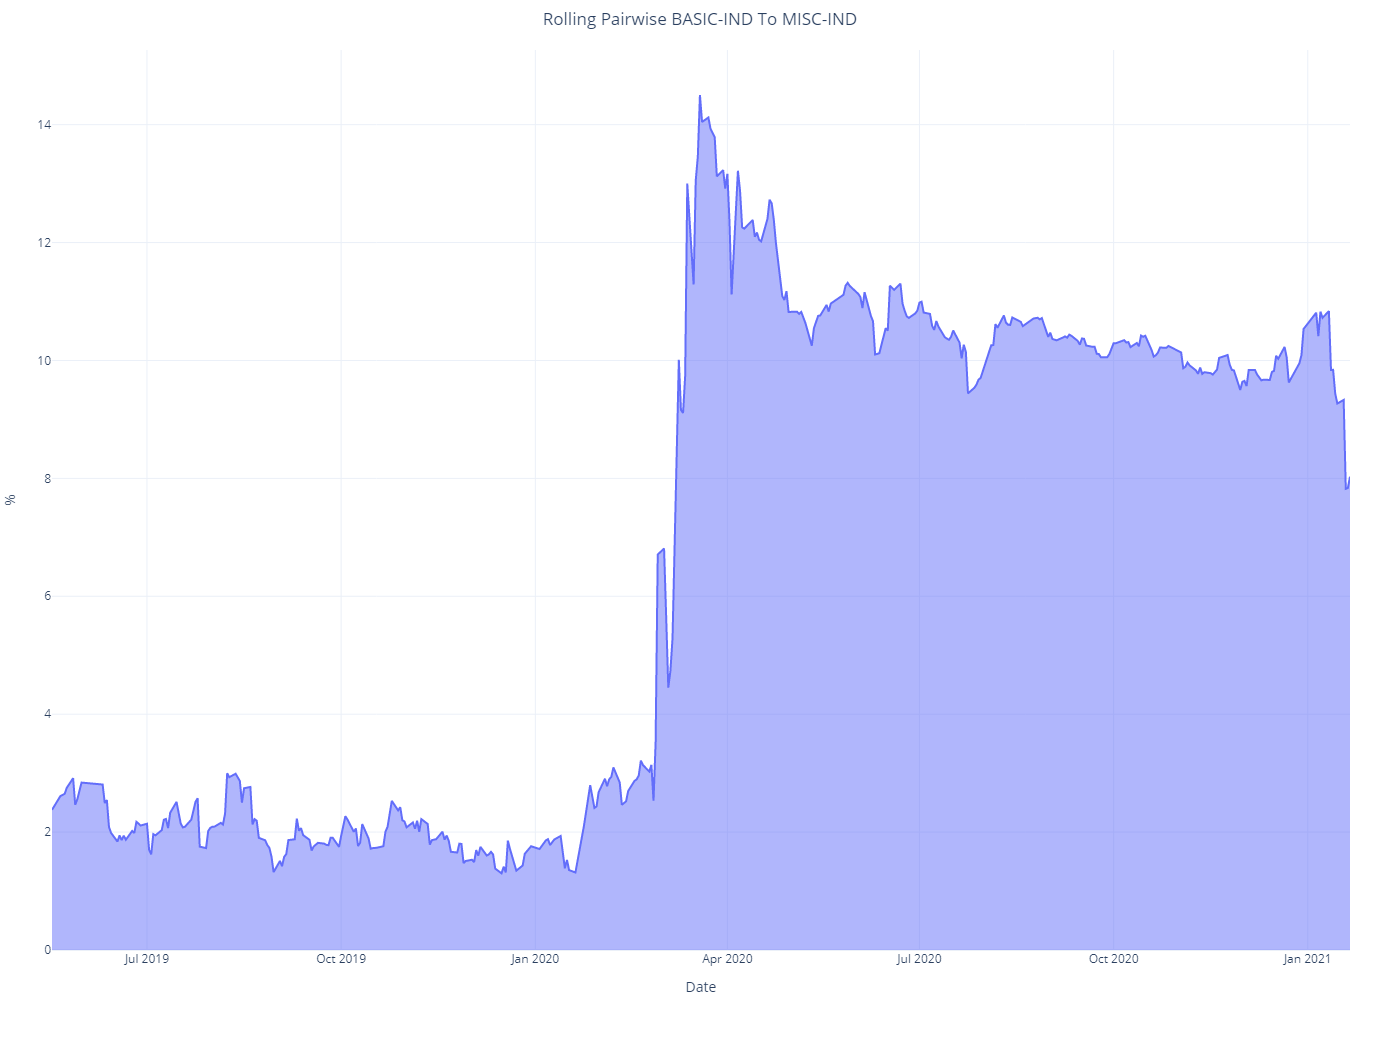 Rolling Pairwise BASIC-IND To MISC-IND
14
12
10
8
6
4
2
0
%
Jul 2019
Oct 2019
Jan 2020
Apr 2020
Jul 2020
Oct 2020
Jan 2021
Date